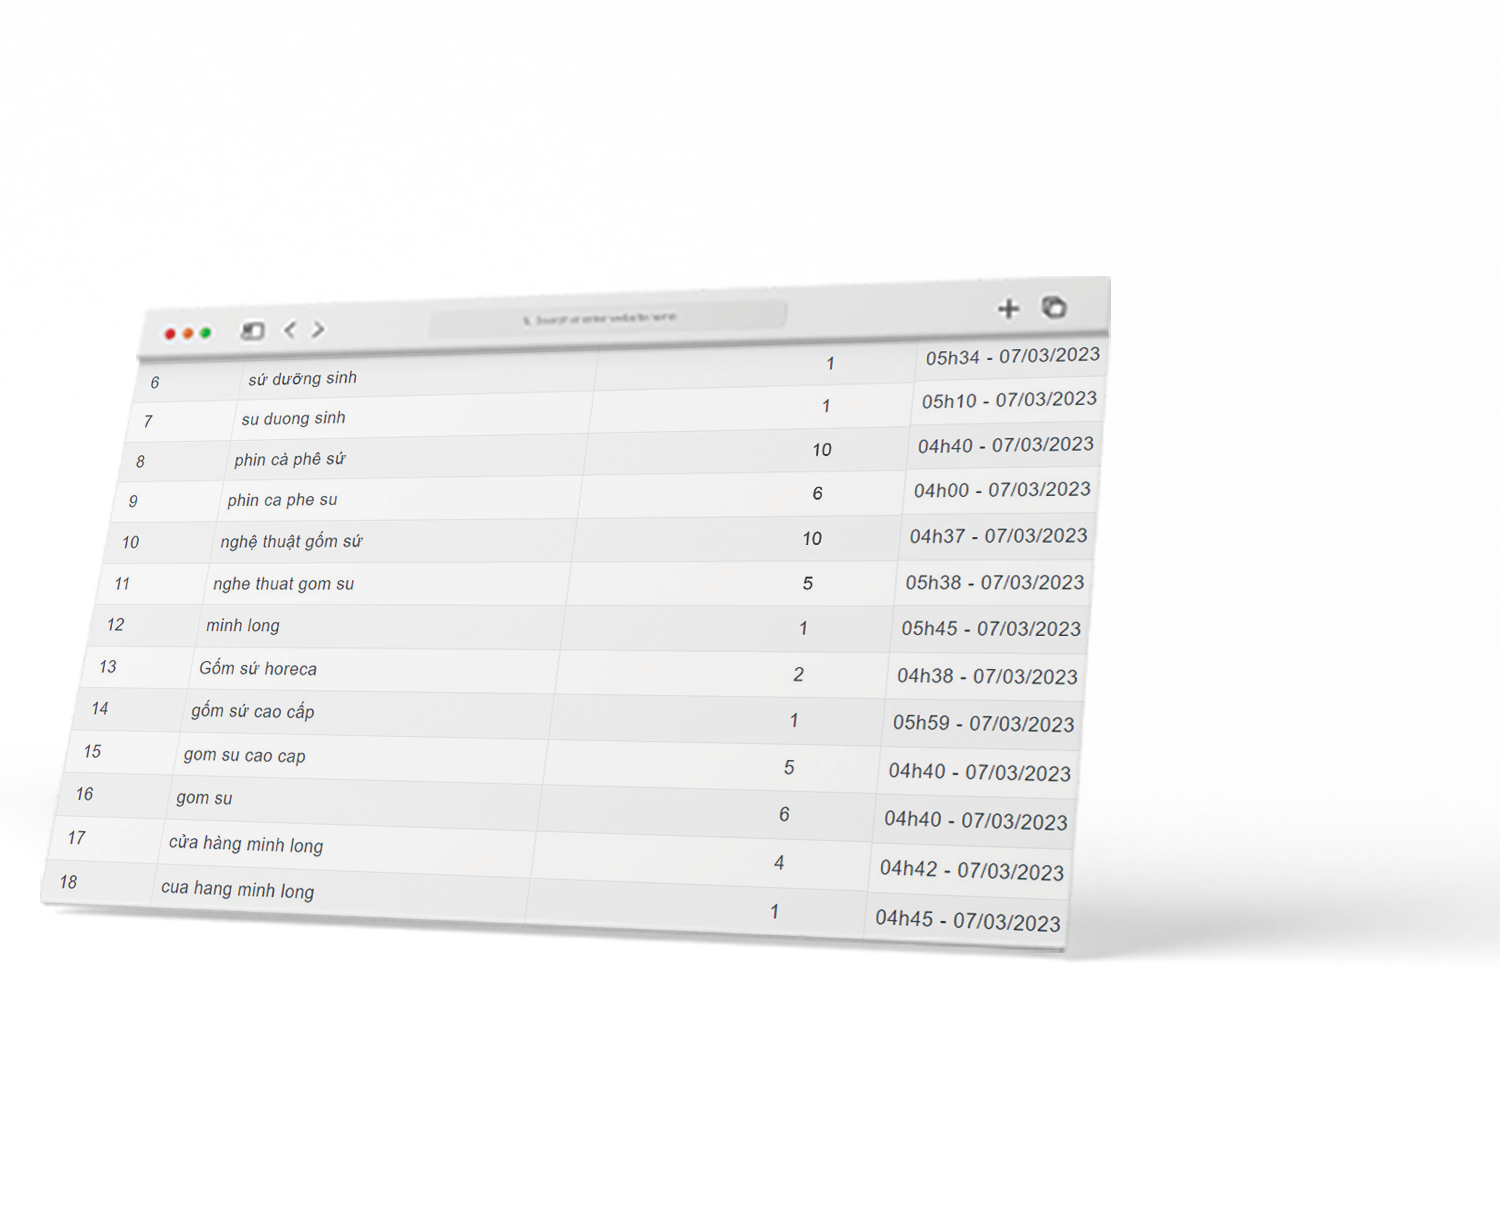 6 sứ dưỡng sinh 1 05h34 - 07/03/2023
7 su duong sinh 1 05h10 - 07/03/2023
8 phin cà phê sứ 10 04h40 - 07/03/2023
9 phin ca phe su 6 04h00 - 07/03/2023
10 nghệ thuật gốm sứ 10 04h37 - 07/03/2023
11 nghe thuat gom su 5 05h38 - 07/03/2023
12 minh long 1 05h45 - 07/03/2023
13 Gốm sứ horeca 2 04h38 - 07/03/2023
14 gốm sứ cao cấp 1 05h59 - 07/03/2023
15 gom su cao cap 5 04h40 - 07/03/2023
16 gom su 6 04h40 - 07/03/2023
17 cửa hàng minh long 4 04h42 - 07/03/2023
18 cua hang minh long 1 04h45 - 07/03/2023